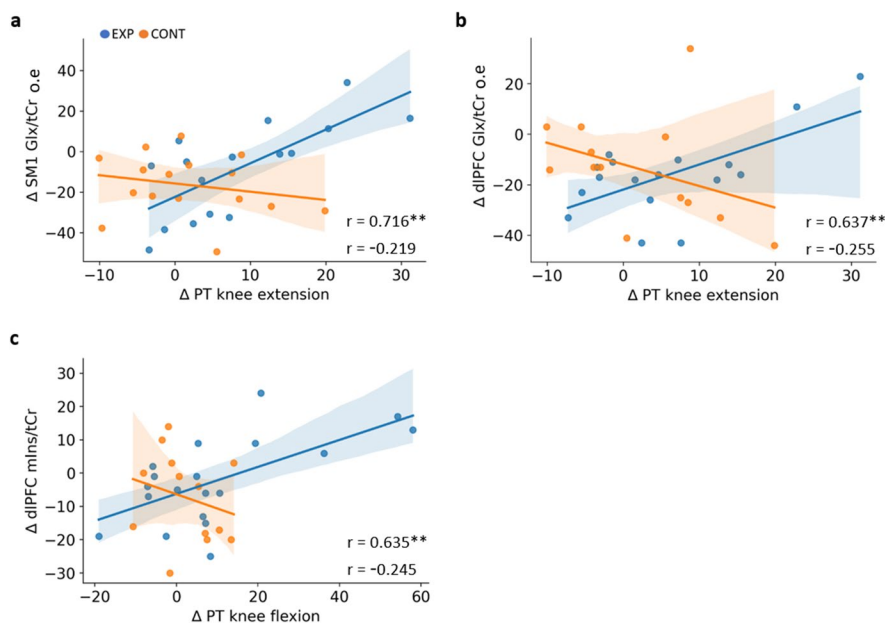 a
EXP CONT
Δ SM1 Glx/tCr o.e
40
20
0
−20
−40
r = 0.716**
r = -0.219
−10 0 10 20 30
Δ PT knee extension
b
Δ dlPFC Glx/tCr o.e
20
0
−20
−40
r = 0.637**
r = -0.255
−10 0 10 20 30
Δ PT knee extension
c
Δ dlPFC mIns/tCr
30
20
10
0
−10
−20
−30
r = 0.635**
r = -0.245
−20 0 20 40 60
Δ PT knee flexion